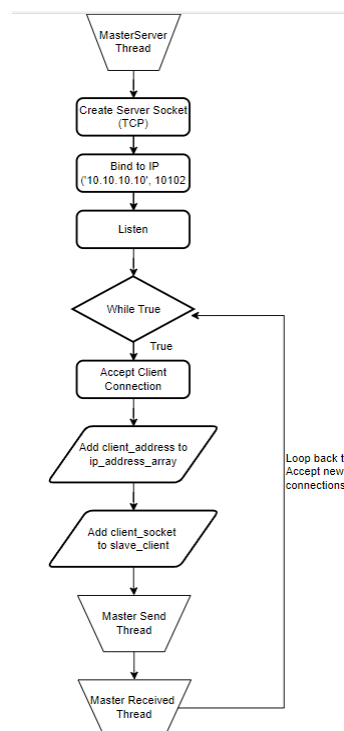 MasterServer
Thread
Create Server Socket
(TCP)
Bind to IP
('10.10.10.10', 10102
Listen
While True
True
Accept Client
Connection
Add client_address to
ip_address_array
Loop back t
Accept new
connections
Add client_socket
to slave_client
Master Send
Thread
Master Received
Thread